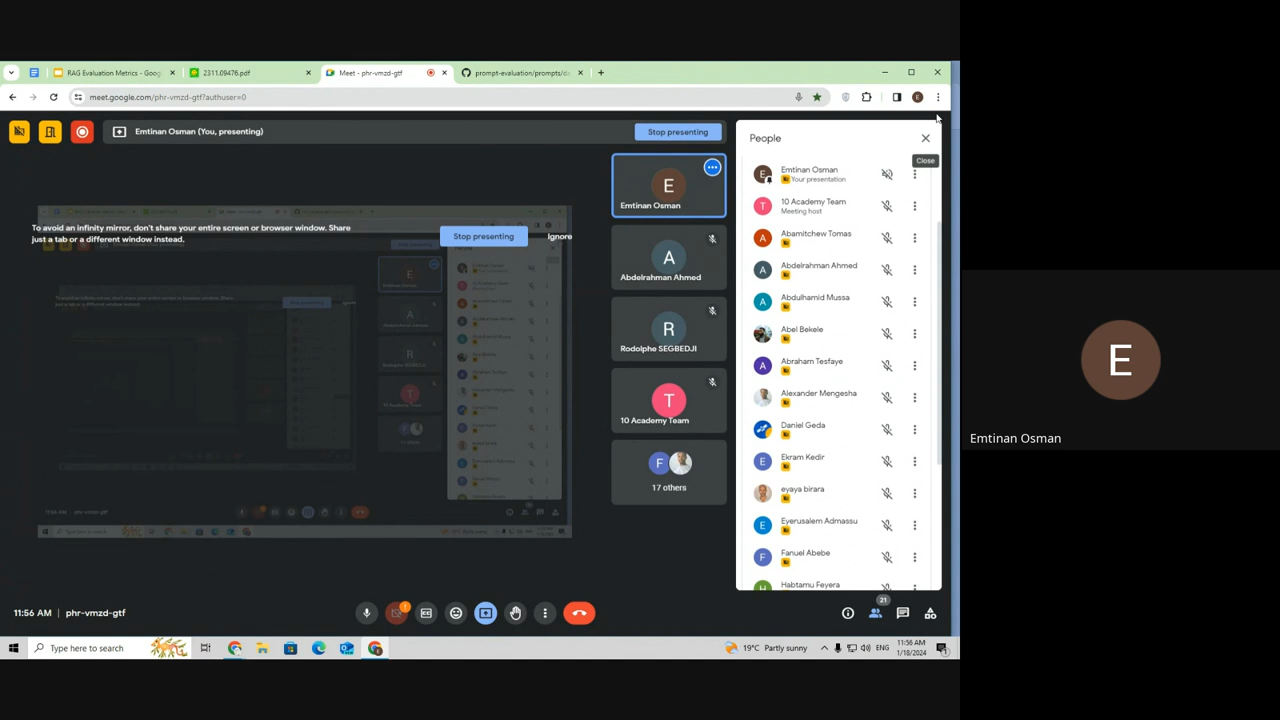 RAG Evaluation Metrics - Goog
2311.09476.pdf
Meet - phr-vmzd-gtf
prompt-evaluation/prompts/da
meet.google.com/phr-vmzd-gtf?authuser=0
Emtinan Osman (You, presenting)
Stop presenting
To avoid an infinity mirror, don't share your entire screen or browser window. Share
just a tab or a different window instead.
Stop presenting
Ignore
E
Emtinan Osman
A
Abdelrahman Ahmed
R
Rodolphe SEGBEDJI
T
10 Academy Team
F
17 others
People
Close
E
Emtinan Osman
Your presentation
T
10 Academy Team
Meeting host
A
Abamitchew Tomas
A
Abdelrahman Ahmed
A
Abdulhamid Mussa
Abel Bekele
A
Abraham Tesfaye
Alexander Mengesha
Daniel Geda
E
Ekram Kedir
eyaya birara
E
Eyerusalem Admassu
F
Fanuel Abebe
H
Habtamu Feyera
11:56 AM | phr-vmzd-gtf
21
Type here to search
19°C Partly sunny
ENG
11:56 AM
1/18/2024
E
Emtinan Osman